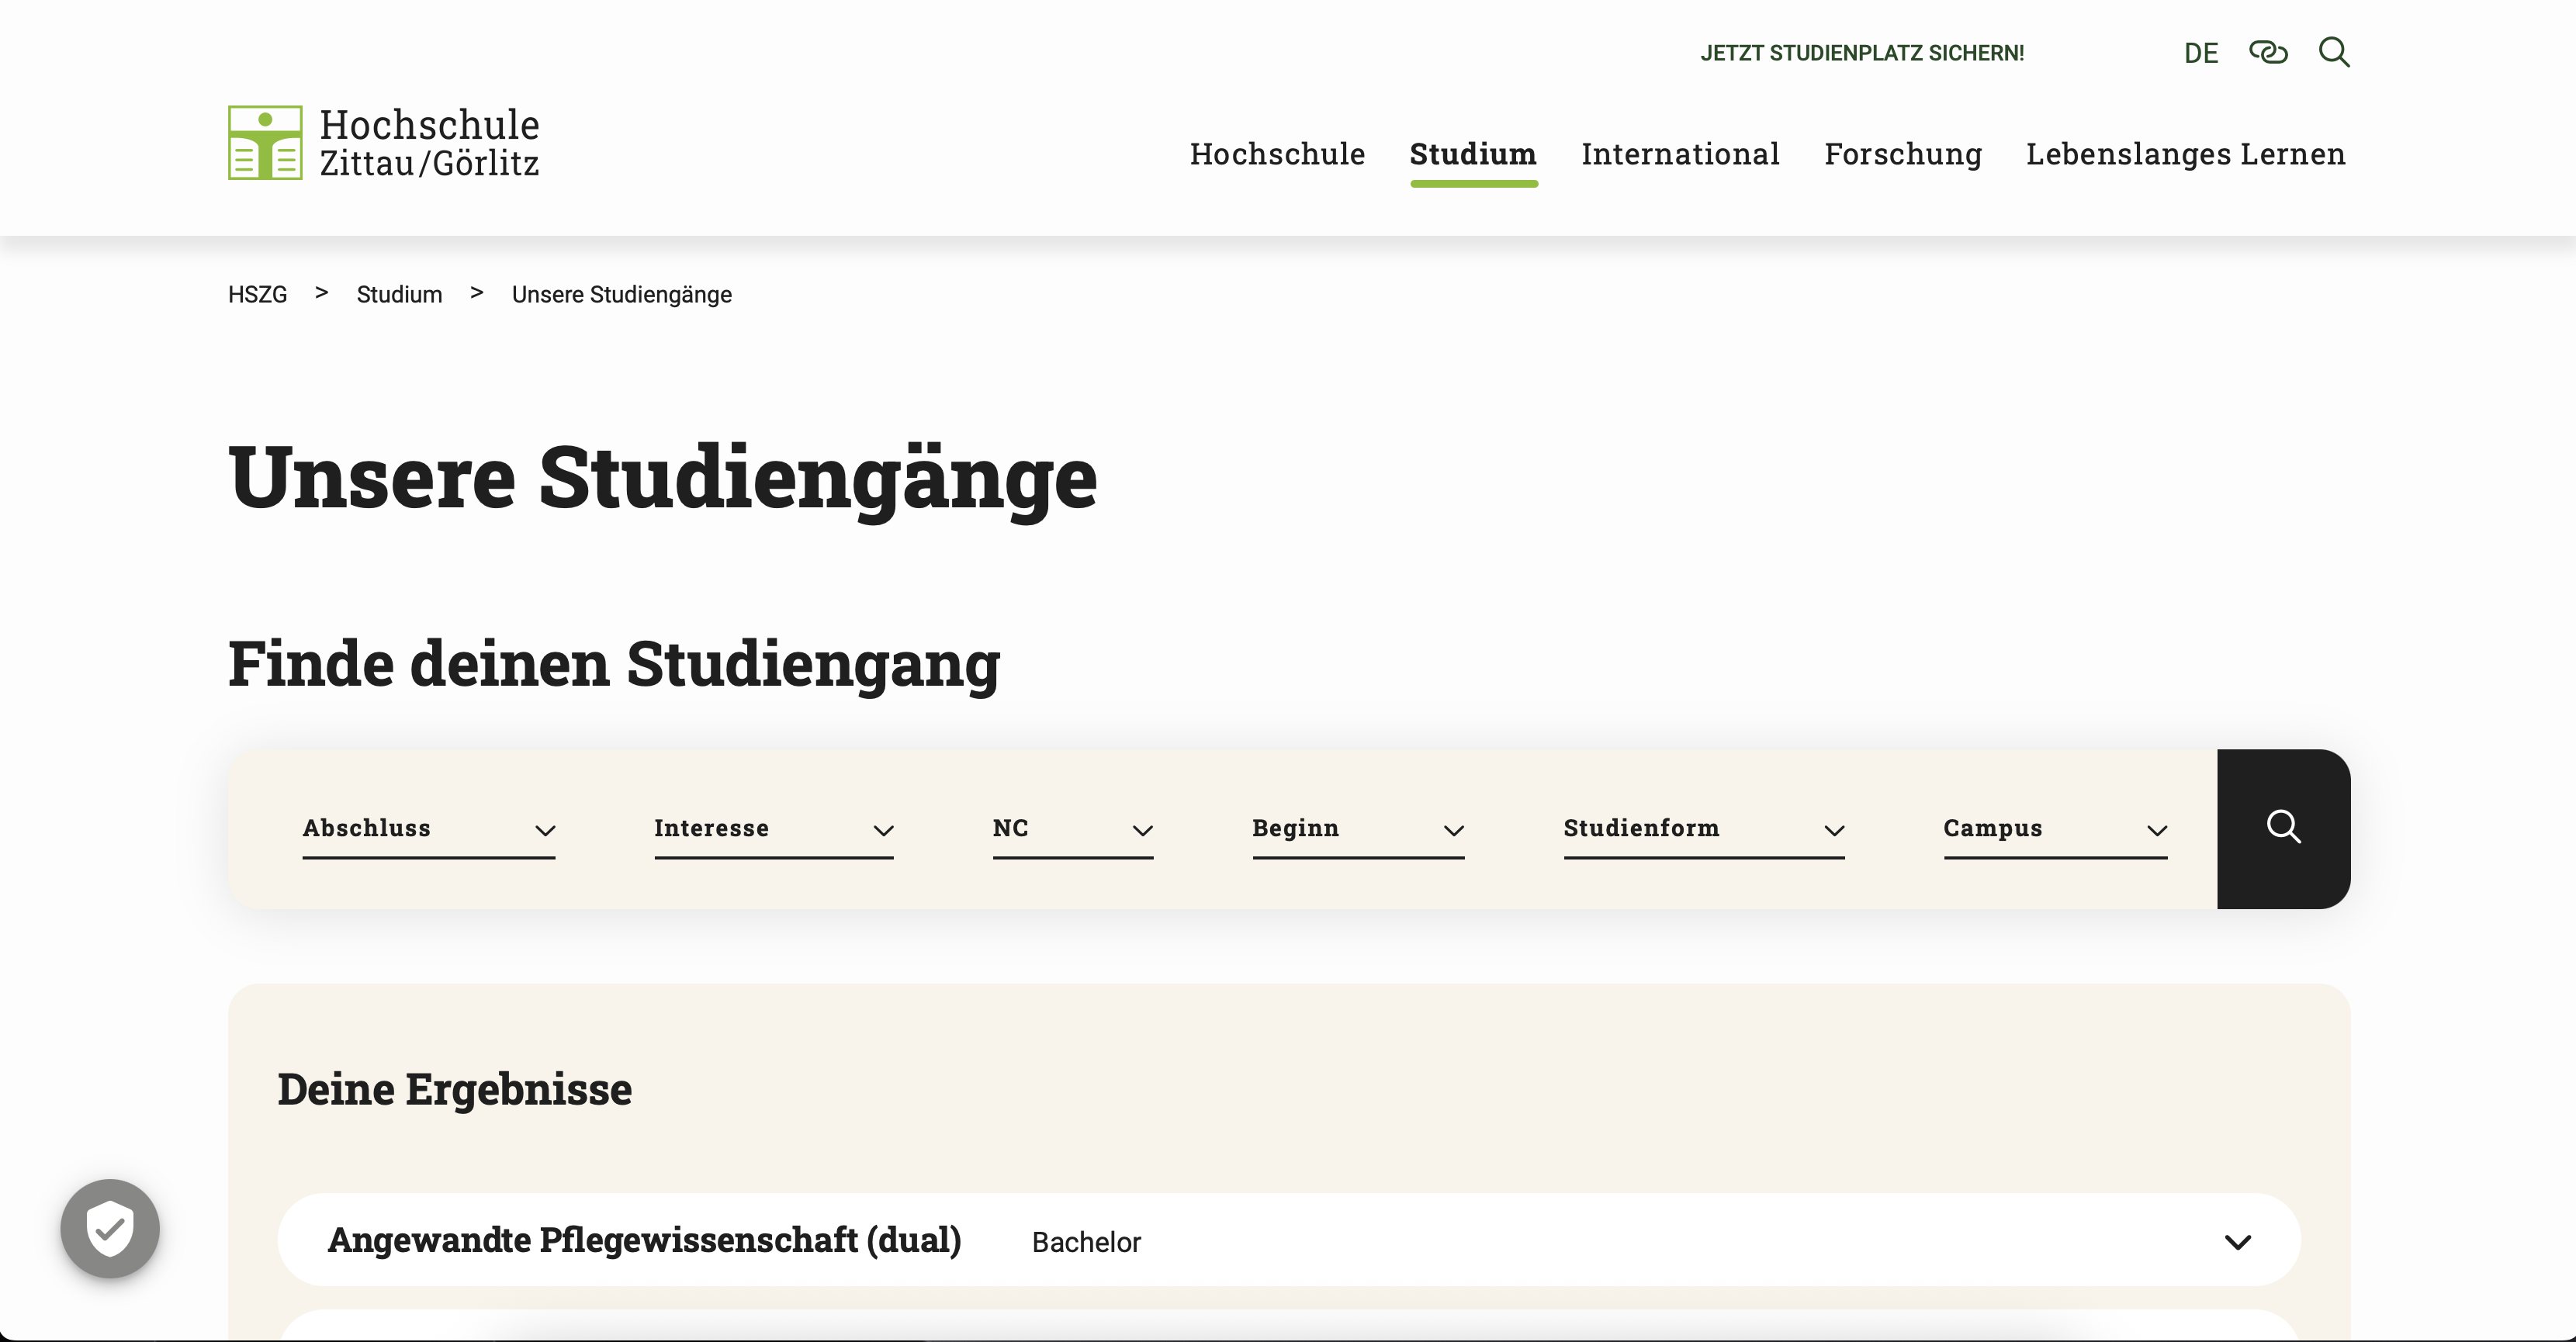 JETZT STUDIENPLATZ SICHERN!
DE
Hochschule
Zittau/Görlitz
Hochschule
Studium
International
Forschung
Lebenslanges Lernen
HSZG > Studium > Unsere Studiengänge
Unsere Studiengänge
Finde deinen Studiengang
Abschluss
Interesse
NC
Beginn
Studienform
Campus
Deine Ergebnisse
Angewandte Pflegewissenschaft (dual) Bachelor